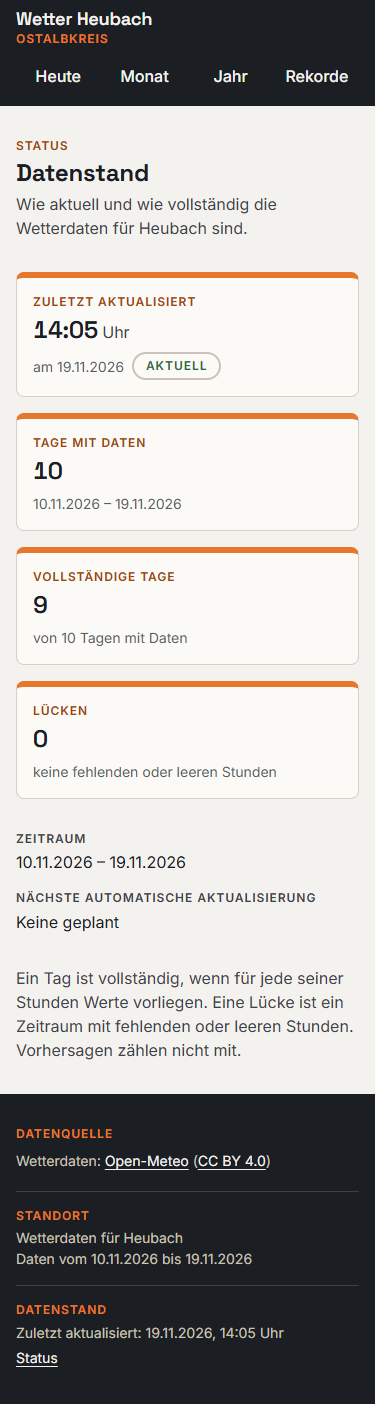 Wetter Heubach
OSTALBKREIS
Heute Monat Jahr Rekorde
STATUS
Datenstand
Wie aktuell und wie vollständig die
Wetterdaten für Heubach sind.
ZULETZT AKTUALISIERT
14:05 Uhr
am 19.11.2026 AKTUELL
TAGE MIT DATEN
10
10.11.2026 – 19.11.2026
VOLLSTÄNDIGE TAGE
9
von 10 Tagen mit Daten
LÜCKEN
0
keine fehlenden oder leeren Stunden
ZEITRAUM
10.11.2026 – 19.11.2026
NÄCHSTE AUTOMATISCHE AKTUALISIERUNG
Keine geplant
Ein Tag ist vollständig, wenn für jede seiner
Stunden Werte vorliegen. Eine Lücke ist ein
Zeitraum mit fehlenden oder leeren Stunden.
Vorhersagen zählen nicht mit.
DATENQUELLE
Wetterdaten: Open-Meteo (CC BY 4.0)
STANDORT
Wetterdaten für Heubach
Daten vom 10.11.2026 bis 19.11.2026
DATENSTAND
Zuletzt aktualisiert: 19.11.2026, 14:05 Uhr
Status